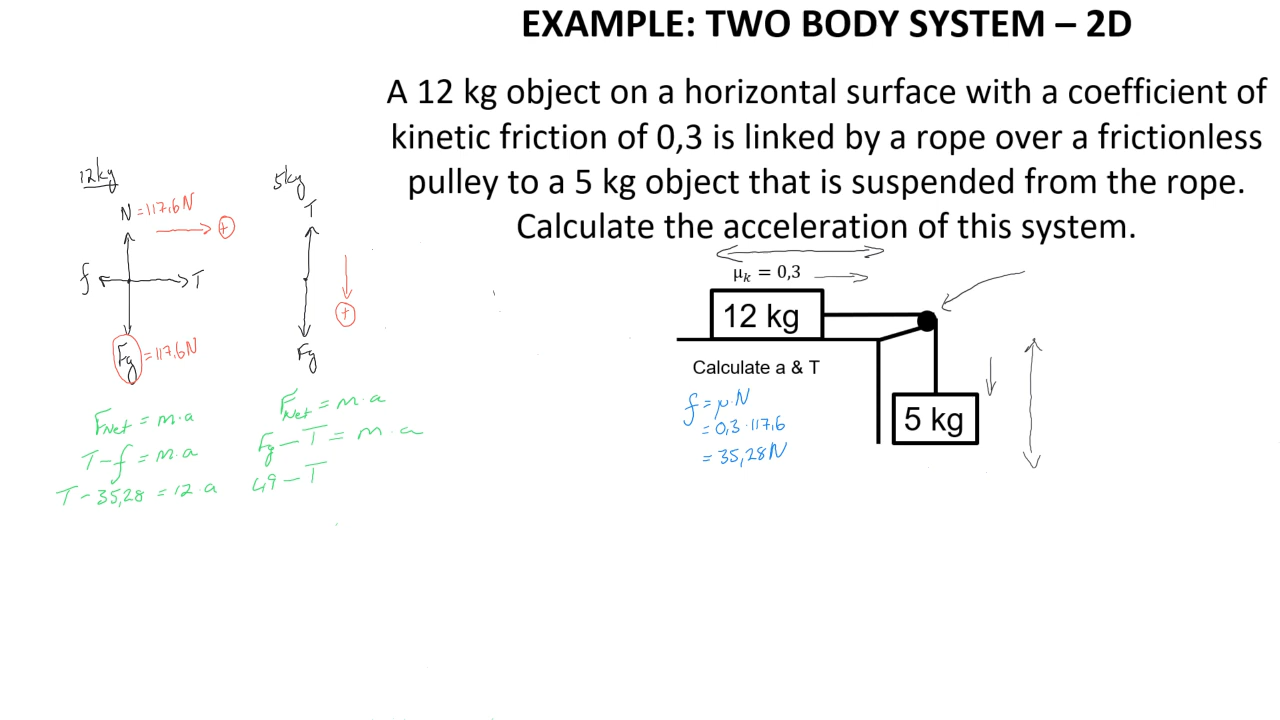 EXAMPLE: TWO BODY SYSTEM – 2D
A 12 kg object on a horizontal surface with a coefficient of
kinetic friction of 0,3 is linked by a rope over a frictionless
pulley to a 5 kg object that is suspended from the rope.
Calculate the acceleration of this system.
12kg
N = 117,6N
+
f
T
Fg = 117.6N
FNet = m·a
T - f = m·a
T - 35,28 = 12·a
5kg
T
+
Fg
FNet = m·a
Fg - T = m·a
49 - T
μk = 0,3
12 kg
Calculate a & T
f = μ·N
= 0,3·117,6
= 35,28N
5 kg